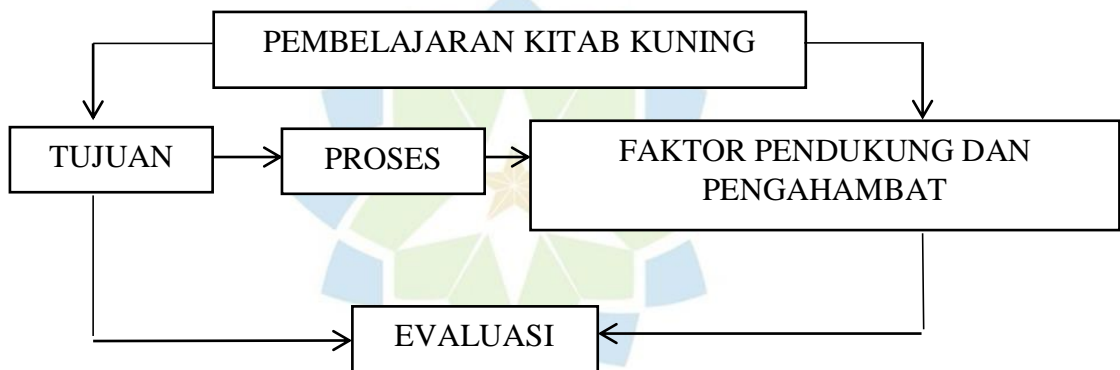 PEMBELAJARAN KITAB KUNING
TUJUAN
PROSES
FAKTOR PENDUKUNG DAN
PENGAHAMBAT
EVALUASI